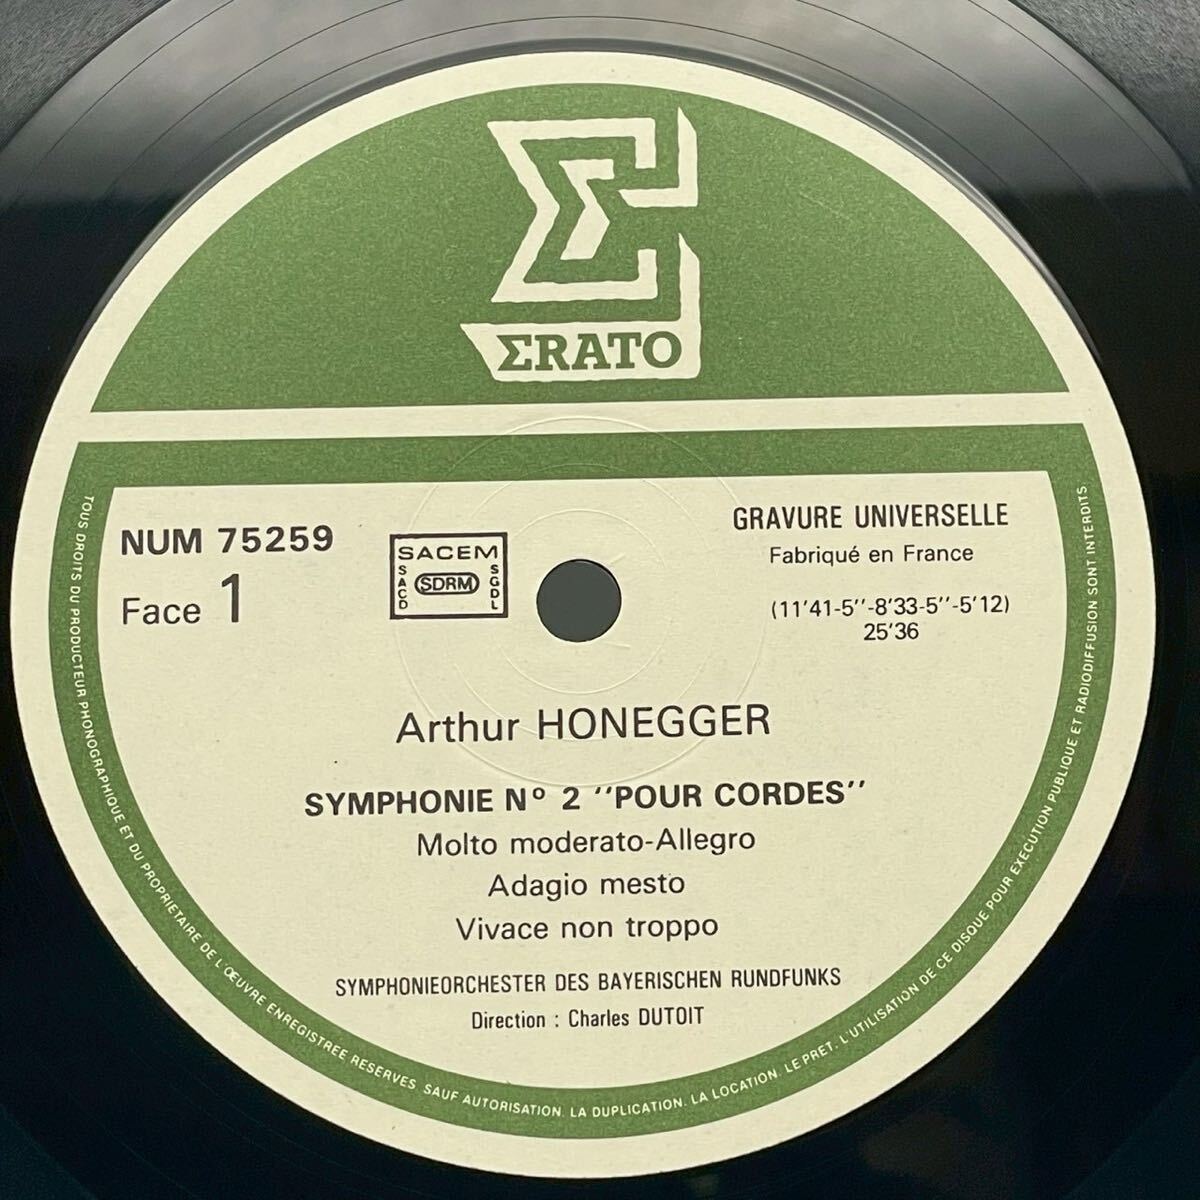 ΣRATO
NUM 75259
Face 1
SACEM
SACD
SDRM
SGDL
GRAVURE UNIVERSELLE
Fabriqué en France
(11'41-5''-8'33-5''-5'12)
25'36
Arthur HONEGGER
SYMPHONIE Nº 2 ''POUR CORDES''
Molto moderato-Allegro
Adagio mesto
Vivace non troppo
SYMPHONIEORCHESTER DES BAYERISCHEN RUNDFUNKS
Direction : Charles DUTOIT
TOUS DROITS DU PRODUCTEUR PHONOGRAPHIQUE ET DU PROPRIETAIRE DE L'ŒUVRE ENREGISTREE RESERVES. SAUF AUTORISATION. LA DUPLICATION. LA LOCATION. LE PRET. L'UTILISATION DE CE DISQUE POUR EXECUTION PUBLIQUE ET RADIODIFFUSION SONT INTERDITS